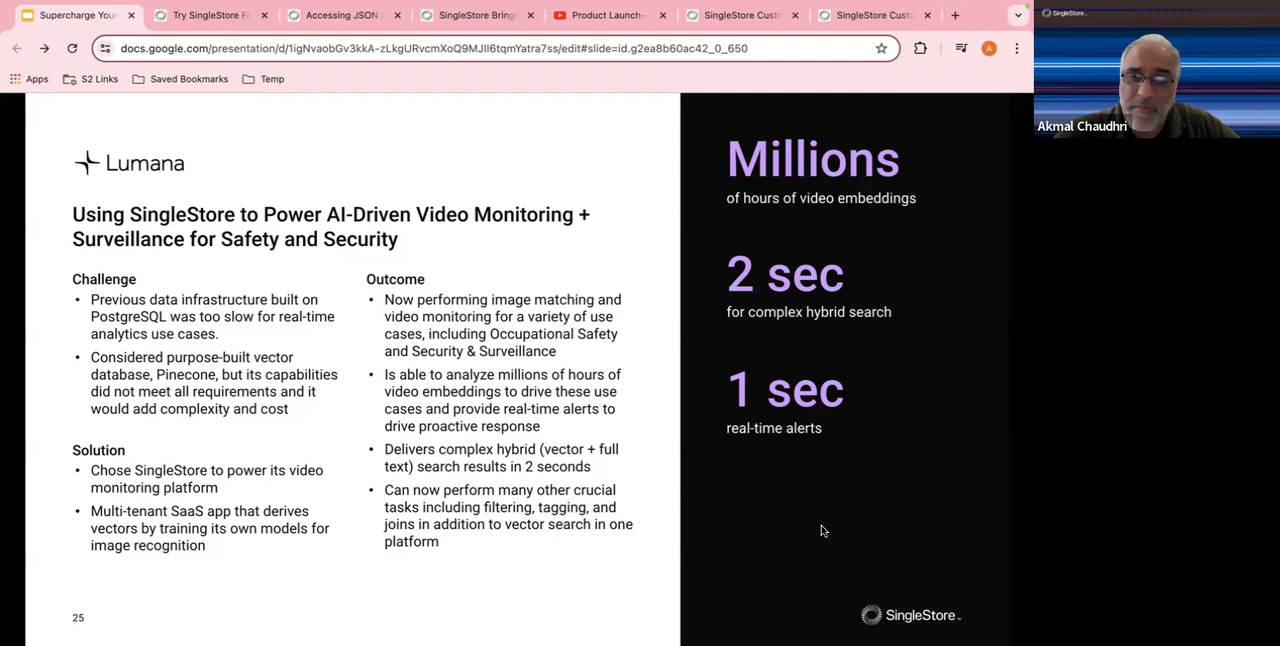 Supercharge Your
Try SingleStore Fr
Accessing JSON (
SingleStore Bring
Product Launch-
SingleStore Custo
SingleStore Custo
SingleStore
docs.google.com/presentation/d/1igNvaobGv3kkA-zLkgURvcmXoQ9MJII6tqmYatra7ss/edit#slide=id.g2ea8b60ac42_0_650
A
Apps
S2 Links
Saved Bookmarks
Temp
Akmal Chaudhri
Lumana
Using SingleStore to Power AI-Driven Video Monitoring +
Surveillance for Safety and Security
Challenge
• Previous data infrastructure built on
PostgreSQL was too slow for real-time
analytics use cases.
• Considered purpose-built vector
database, Pinecone, but its capabilities
did not meet all requirements and it
would add complexity and cost
Solution
• Chose SingleStore to power its video
monitoring platform
• Multi-tenant SaaS app that derives
vectors by training its own models for
image recognition
Outcome
• Now performing image matching and
video monitoring for a variety of use
cases, including Occupational Safety
and Security & Surveillance
• Is able to analyze millions of hours of
video embeddings to drive these use
cases and provide real-time alerts to
drive proactive response
• Delivers complex hybrid (vector + full
text) search results in 2 seconds
• Can now perform many other crucial
tasks including filtering, tagging, and
joins in addition to vector search in one
platform
Millions
of hours of video embeddings
2 sec
for complex hybrid search
1 sec
real-time alerts
25
SingleStore